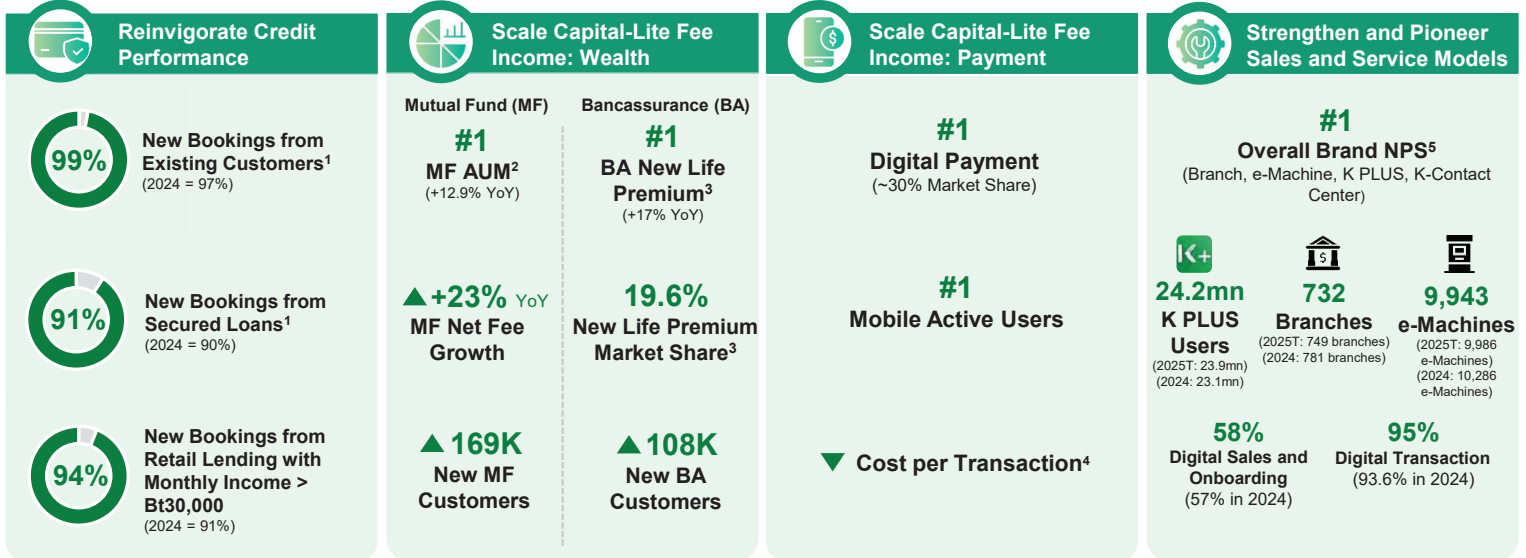 Reinvigorate Credit
Performance
99%
New Bookings from
Existing Customers¹
(2024 = 97%)
91%
New Bookings from
Secured Loans¹
(2024 = 90%)
94%
New Bookings from
Retail Lending with
Monthly Income >
Bt30,000
(2024 = 91%)
Scale Capital-Lite Fee
Income: Wealth
Mutual Fund (MF)
#1
MF AUM²
(+12.9% YoY)
▲ +23% YoY
MF Net Fee
Growth
▲ 169K
New MF
Customers
Bancassurance (BA)
#1
BA New Life
Premium³
(+17% YoY)
19.6%
New Life Premium
Market Share³
▲ 108K
New BA
Customers
Scale Capital-Lite Fee
Income: Payment
$
#1
Digital Payment
(~30% Market Share)
#1
Mobile Active Users
▼ Cost per Transaction⁴
Strengthen and Pioneer
Sales and Service Models
#1
Overall Brand NPS⁵
(Branch, e-Machine, K PLUS, K-Contact
Center)
K+
24.2mn
K PLUS
Users
(2025T: 23.9mn)
(2024: 23.1mn)
$
732
Branches
(2025T: 749 branches)
(2024: 781 branches)
9,943
e-Machines
(2025T: 9,986
e-Machines)
(2024: 10,286
e-Machines)
58%
Digital Sales and
Onboarding
(57% in 2024)
95%
Digital Transaction
(93.6% in 2024)